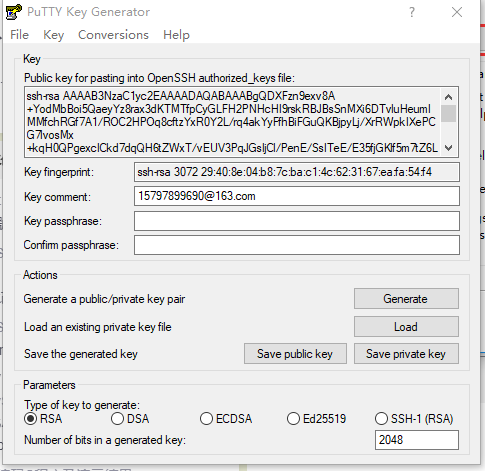 PuTTY Key Generator
File Key Conversions Help
Key
Public key for pasting into OpenSSH authorized_keys file:
ssh-rsa AAAAB3NzaC1yc2EAAAADAQABAAABgQDXFzn9exv8A
+YodMbBoi5QaeyYz8rax3dKTMTfpCyGLFH2PNHcHI9rskRBJBsSnMXi6DTvluHeumI
MMfchRGf7A1/ROC2HPOq8cftzYxR0Y2L/rq4akYyFfhBiFGuQKBjpyLj/XrRWpkIXePC
G7lvosMx
+kqH0QPgexcICkd7dqQH6tZWxT/vEUV3PqJGsljCl/PenE/SsITeE/E35fjGKlf5m7tZ6L
Key fingerprint: ssh-rsa 3072 29:40:8e:04:b8:7c:ba:c1:4c:62:31:67:ea:fa:54:f4
Key comment: 15797899690@163.com
Key passphrase:
Confirm passphrase:
Actions
Generate a public/private key pair Generate
Load an existing private key file Load
Save the generated key Save public key Save private key
Parameters
Type of key to generate:
RSA DSA ECDSA Ed25519 SSH-1 (RSA)
Number of bits in a generated key: 2048